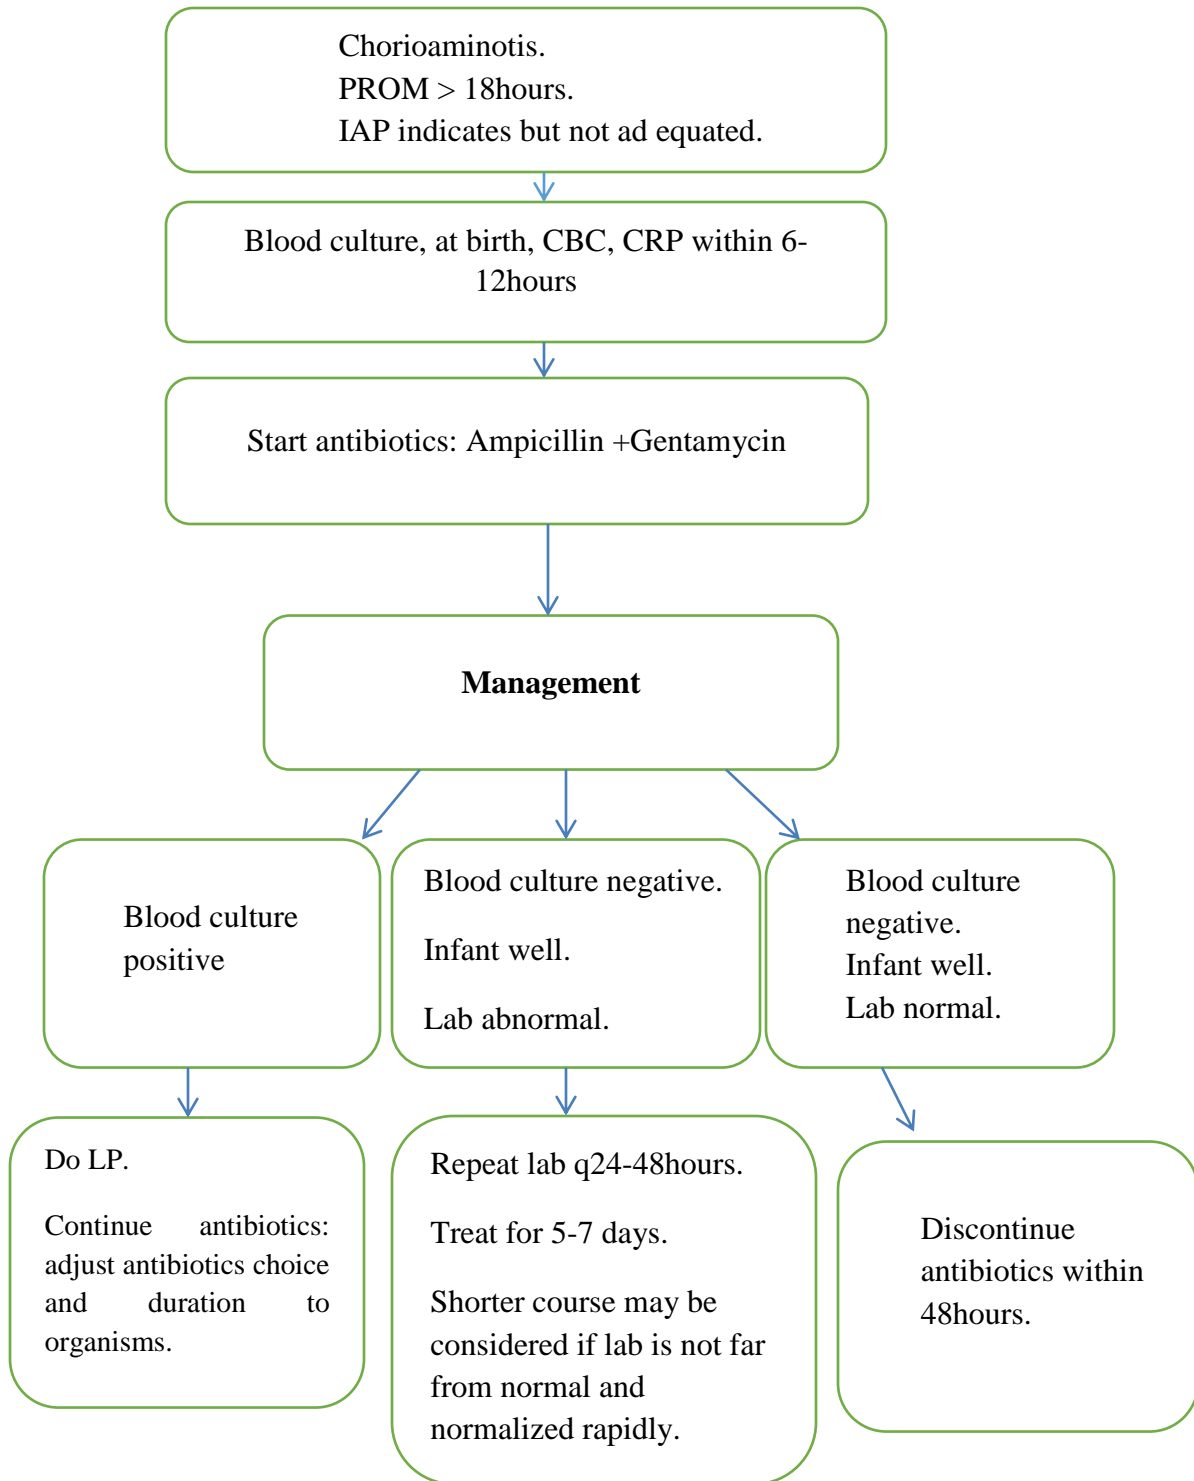 Chorioaminotis.
PROM > 18hours.
IAP indicates but not ad equated.
Blood culture, at birth, CBC, CRP within 6-
12hours
Start antibiotics: Ampicillin +Gentamycin
Management
Blood culture
positive
Blood culture negative.
Infant well.
Lab abnormal.
Blood culture
negative.
Infant well.
Lab normal.
Do LP.
Continue antibiotics:
adjust antibiotics choice
and duration to
organisms.
Repeat lab q24-48hours.
Treat for 5-7 days.
Shorter course may be
considered if lab is not far
from normal and
normalized rapidly.
Discontinue
antibiotics within
48hours.